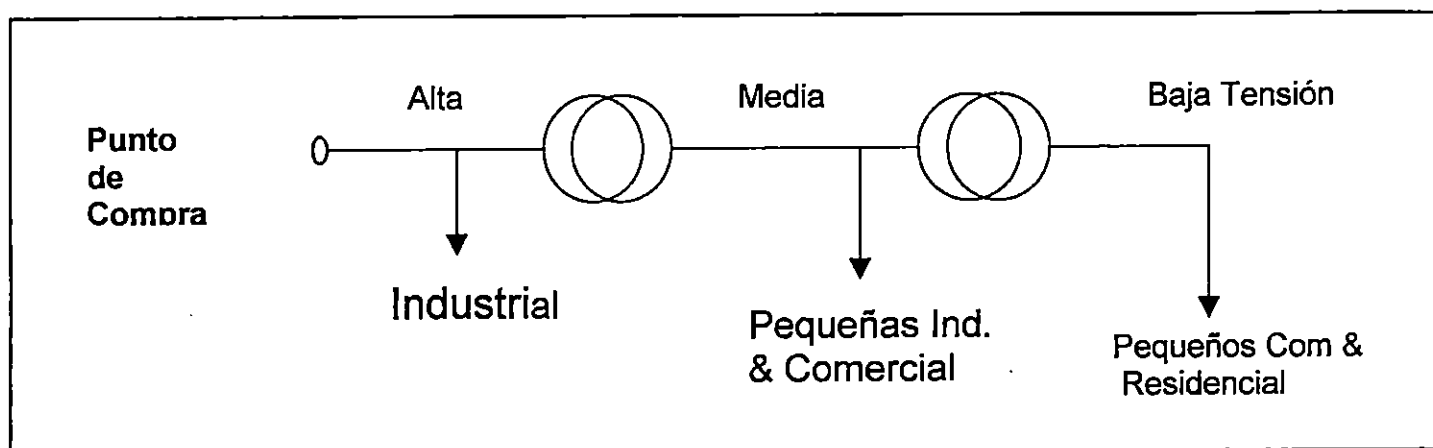 Alta
Media
Baja Tensión
Punto
de
Compra
Industrial
Pequeñas Ind.
& Comercial
Pequeños Com &
Residencial